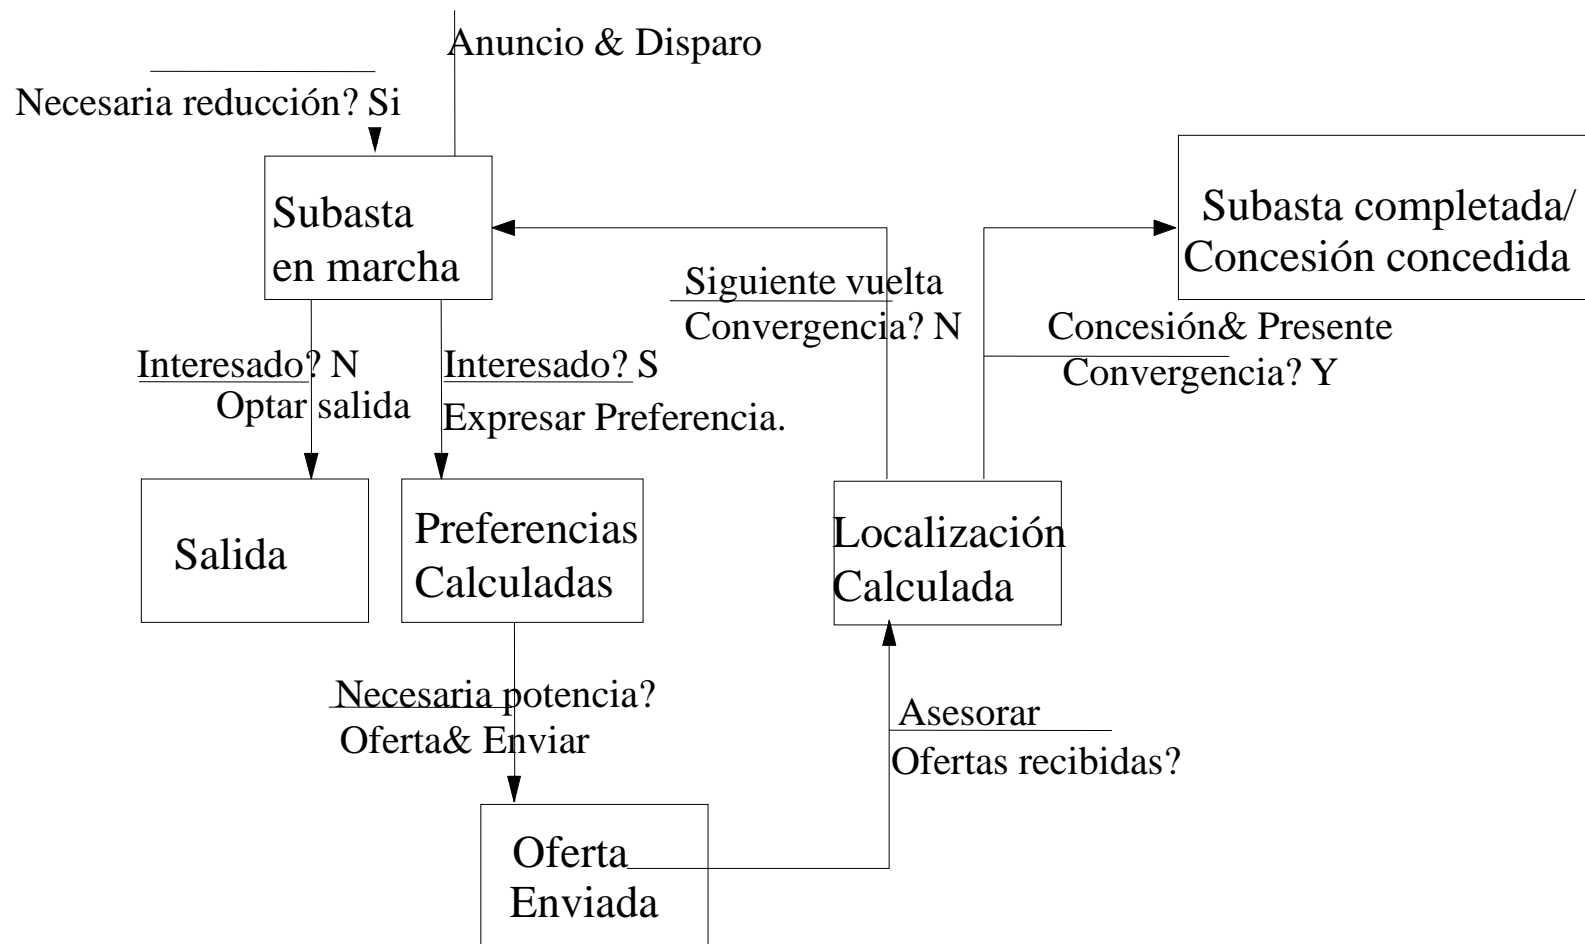 Anuncio & Disparo
Necesaria reducción? Si
Subasta
en marcha
Subasta completada/
Concesión concedida
Siguiente vuelta
Convergencia? N
Concesión& Presente
Convergencia? Y
Interesado? N
Optar salida
Interesado? S
Expresar Preferencia.
Salida
Preferencias
Calculadas
Localización
Calculada
Necesaria potencia?
Oferta& Enviar
Asesorar
Ofertas recibidas?
Oferta
Enviada